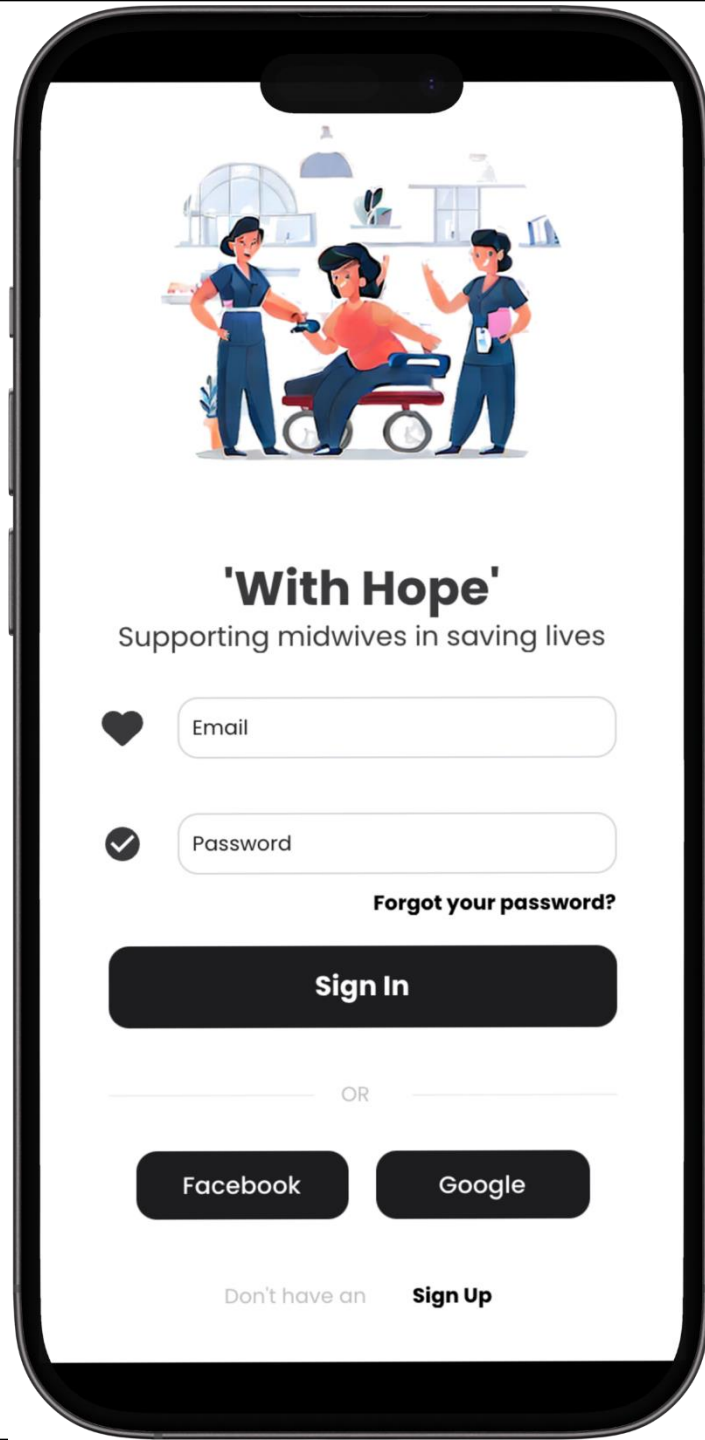 'With Hope'
Supporting midwives in saving lives
Email
Password
Forgot your password?
Sign In
OR
Facebook Google
Don't have an Sign Up